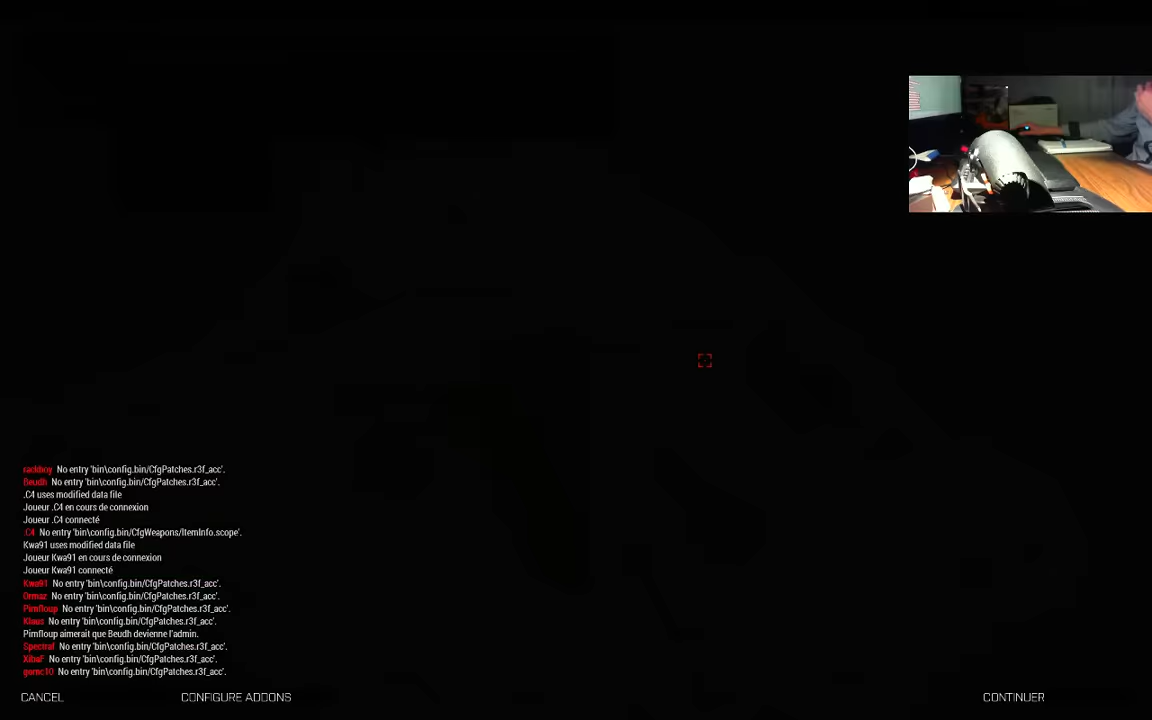 rackboy No entry 'bin\config.bin/CfgPatches.r3f_acc'.
Beudh No entry 'bin\config.bin/CfgPatches.r3f_acc'.
.C4 uses modified data file
Joueur .C4 en cours de connexion
Joueur .C4 connecté
.C4 No entry 'bin\config.bin/CfgWeapons/ItemInfo.scope'.
Kwa91 uses modified data file
Joueur Kwa91 en cours de connexion
Joueur Kwa91 connecté
Kwa91 No entry 'bin\config.bin/CfgPatches.r3f_acc'.
Ormaz No entry 'bin\config.bin/CfgPatches.r3f_acc'.
Pimfloup No entry 'bin\config.bin/CfgPatches.r3f_acc'.
Klaus No entry 'bin\config.bin/CfgPatches.r3f_acc'.
Pimfloup aimerait que Beudh devienne l'admin.
Spectraf No entry 'bin\config.bin/CfgPatches.r3f_acc'.
XibaF No entry 'bin\config.bin/CfgPatches.r3f_acc'.
No entry 'bin\config.bin/CfgPatches.r3f_acc'.
CANCEL CONFIGURE ADDONS CONTINUER